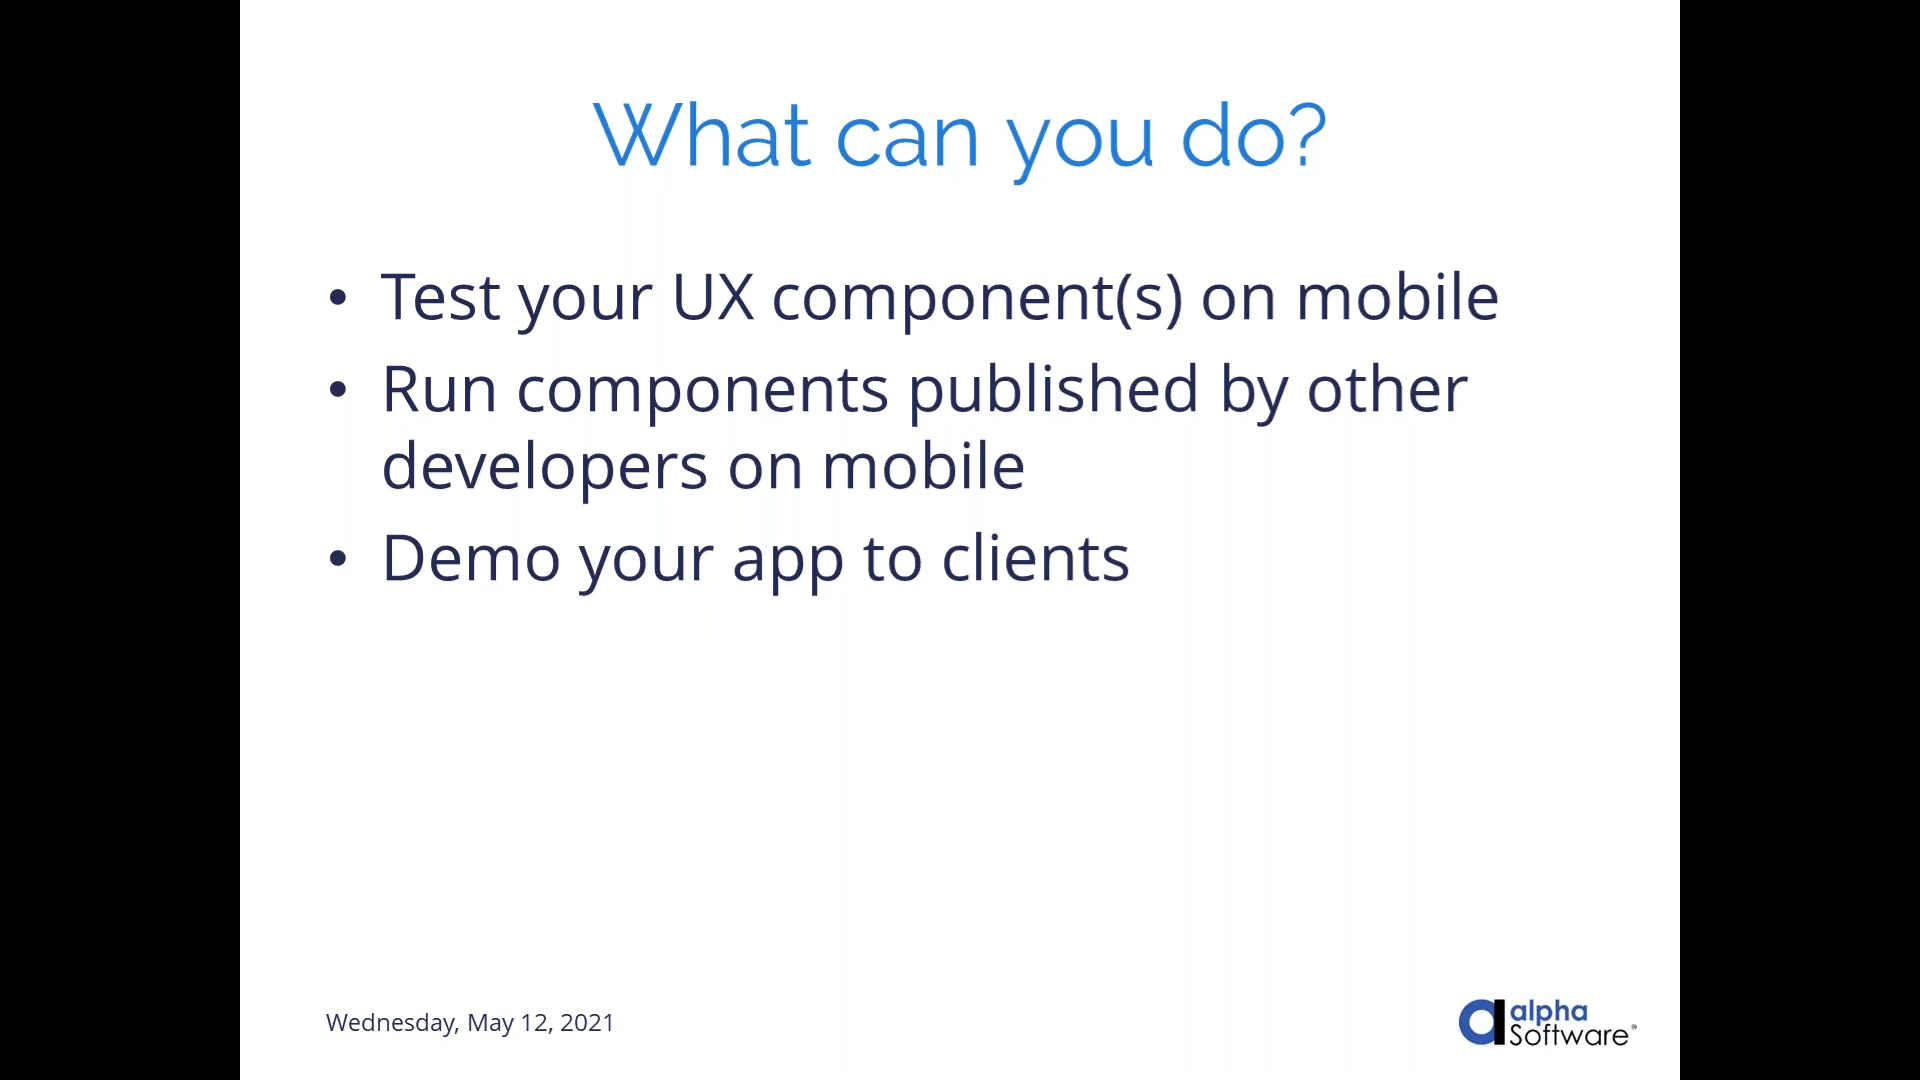 What can you do?
• Test your UX component(s) on mobile
• Run components published by other
developers on mobile
• Demo your app to clients
Wednesday, May 12, 2021
alpha
Software®